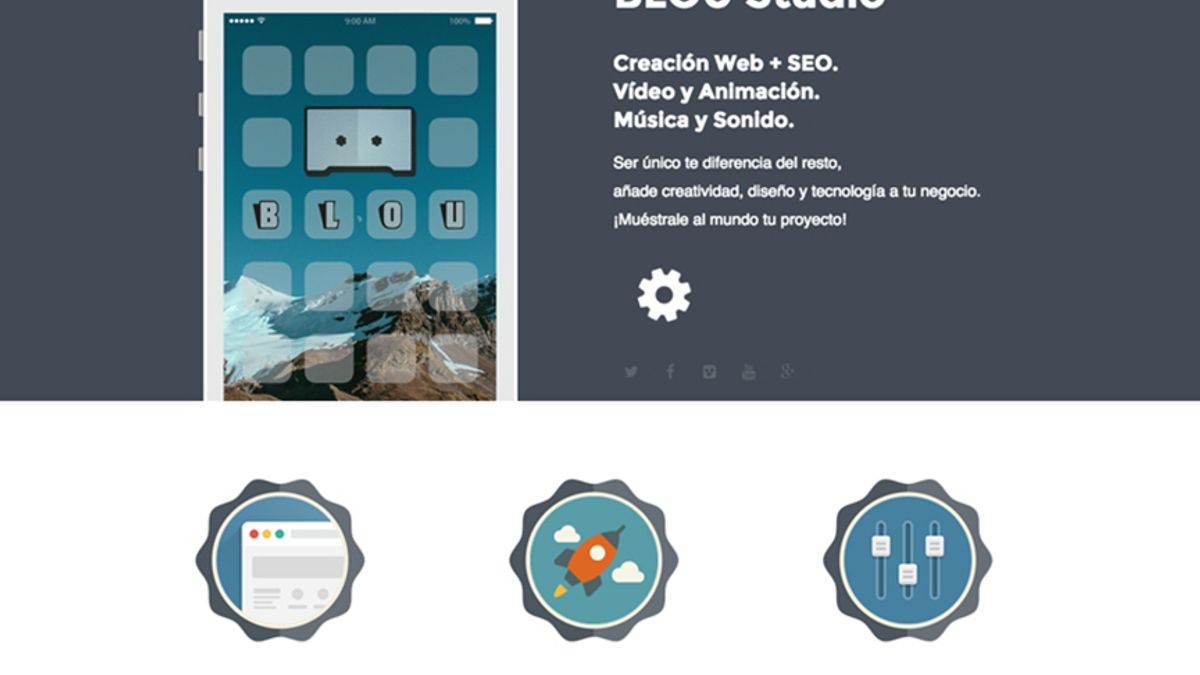 9:00 AM 100%
BLOU Studio
Creación Web + SEO.
Vídeo y Animación.
Música y Sonido.
Ser único te diferencia del resto,
añade creatividad, diseño y tecnología a tu negocio.
¡Muéstrale al mundo tu proyecto!
B L O U